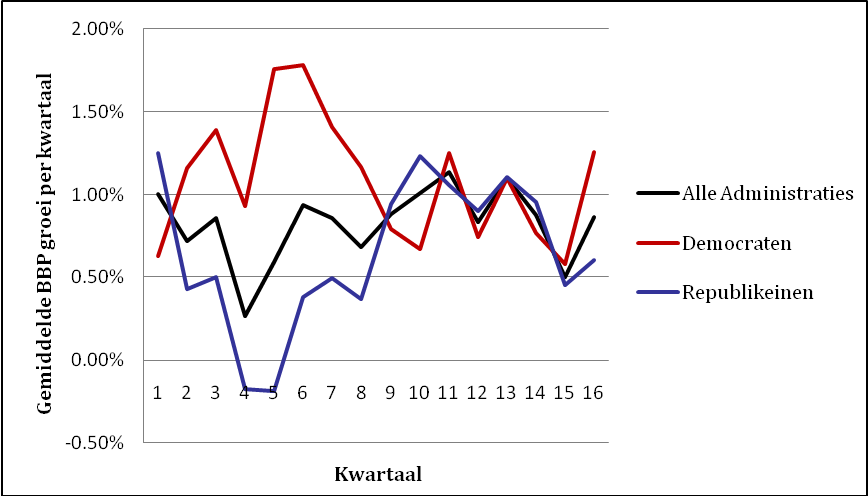 Gemiddelde BBP groei per kwartaal
2.00%
1.50%
1.00%
0.50%
0.00%
-0.50%
1 2 3 4 5 6 7 8 9 10 11 12 13 14 15 16
Kwartaal
Alle Administraties
Democraten
Republikeinen